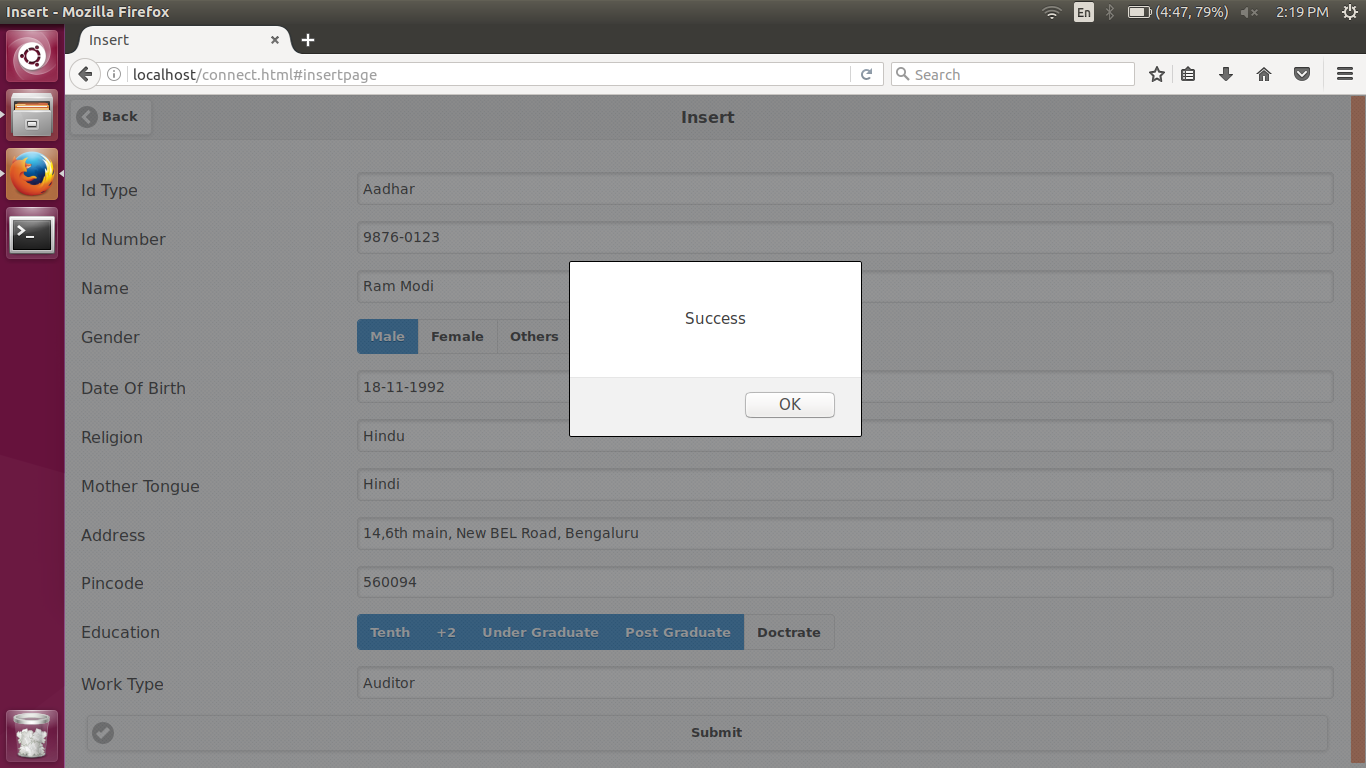 Insert - Mozilla Firefox En (4:47, 79%) 2:19 PM
Insert
localhost/connect.html#insertpage Search
Back Insert
Id Type Aadhar
Id Number 9876-0123
Name Ram Modi
Gender Male Female Others
Date Of Birth 18-11-1992
Religion Hindu
Mother Tongue Hindi
Address 14,6th main, New BEL Road, Bengaluru
Pincode 560094
Education Tenth +2 Under Graduate Post Graduate Doctrate
Work Type Auditor
Submit
Success
OK